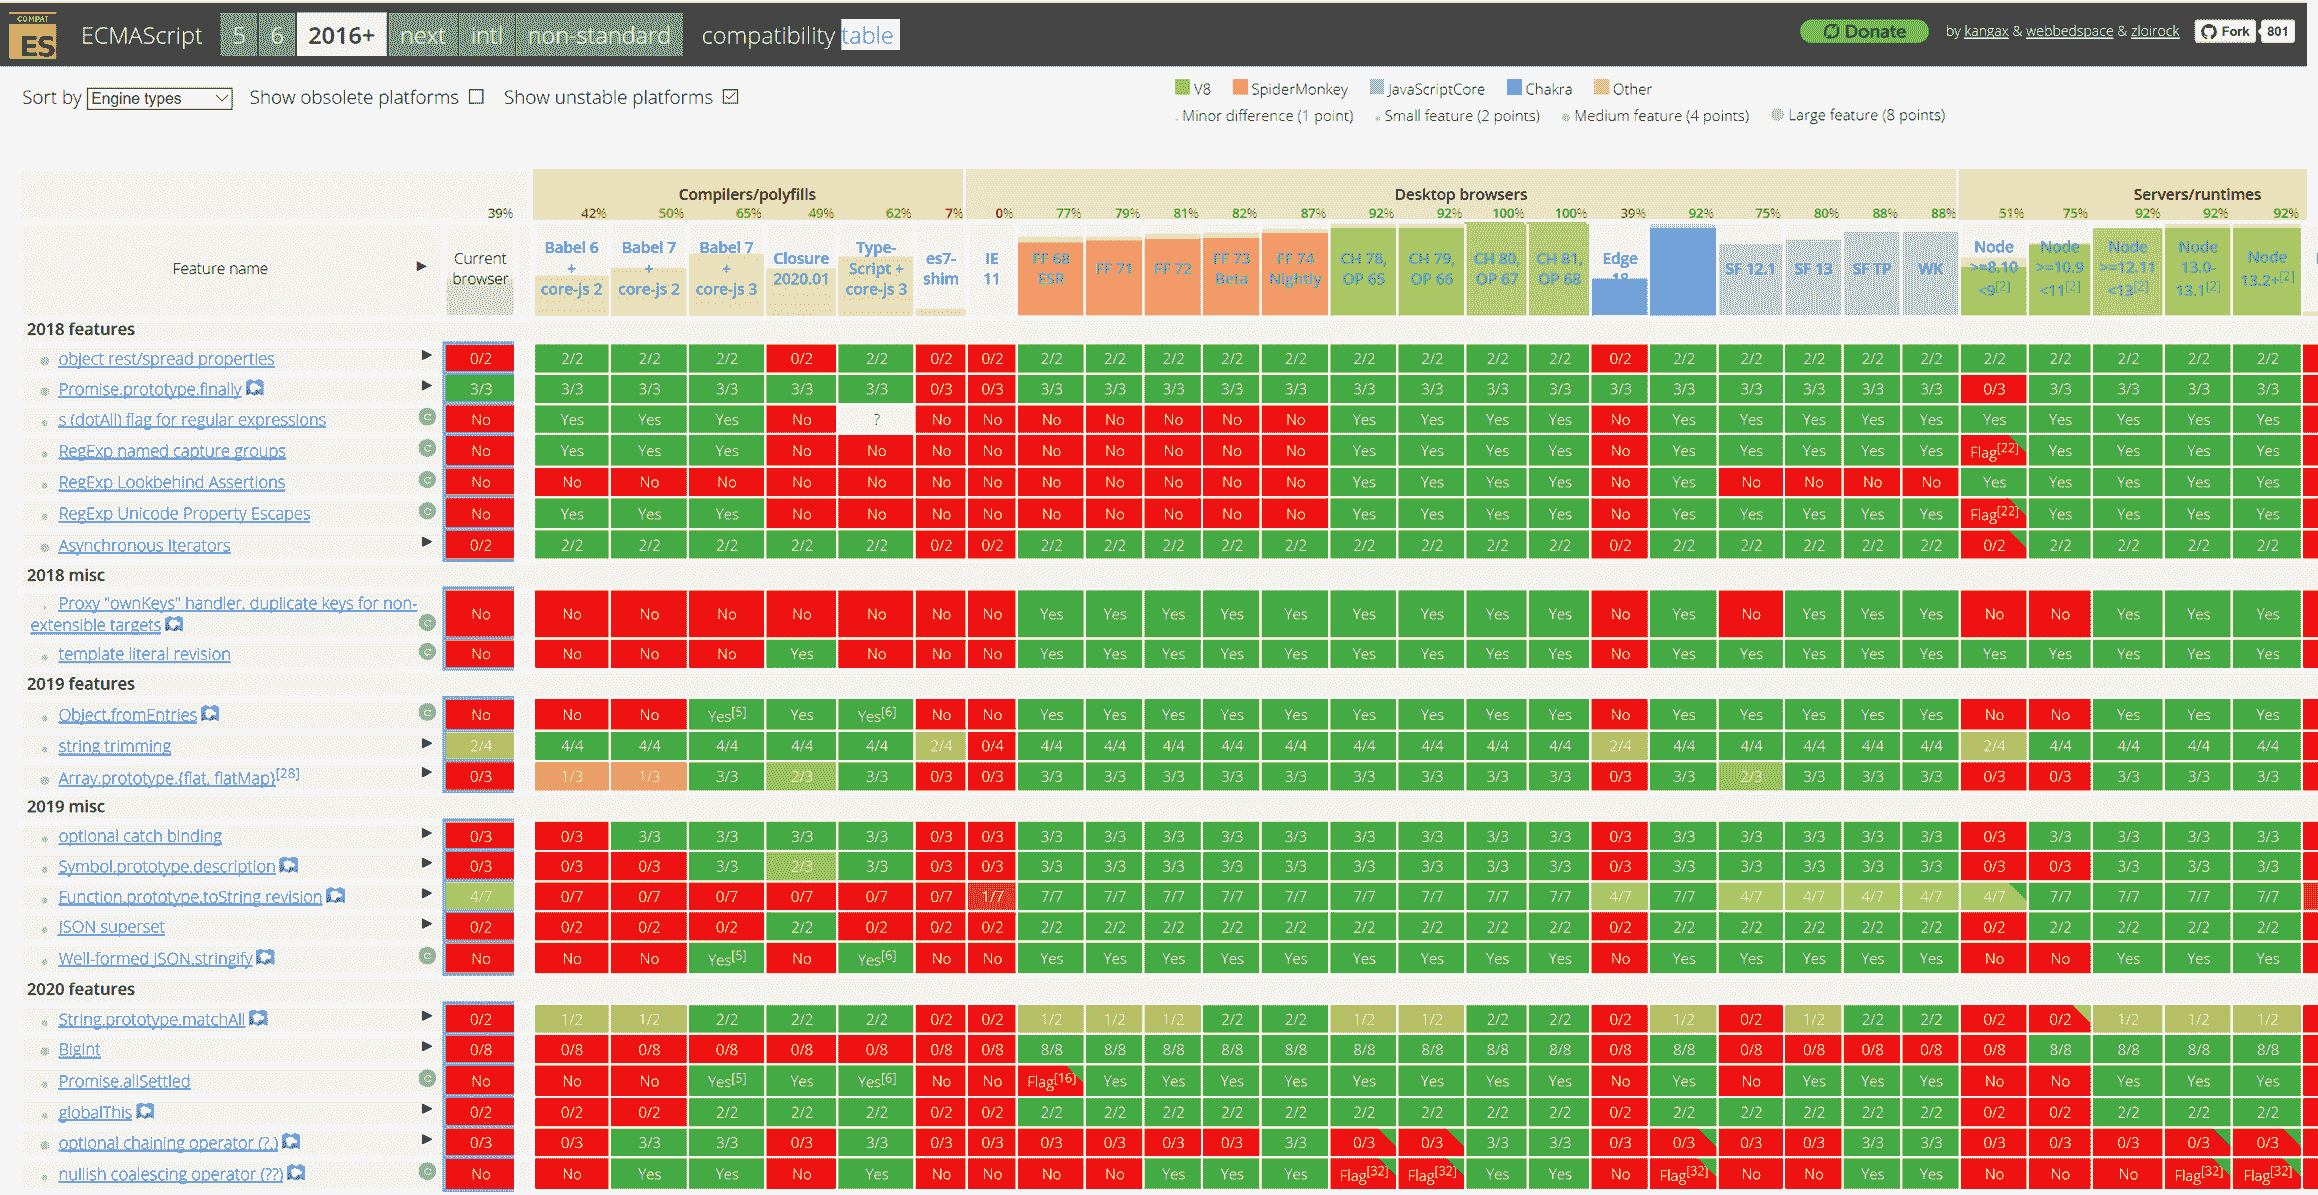 COMPAT
ES
ECMAScript 5 6 2016+ next intl non-standard compatibility table
Donate by kangax & webbedspace & zloirock Fork 801
Sort by Engine types Show obsolete platforms Show unstable platforms
V8 SpiderMonkey JavaScriptCore Chakra Other
Minor difference (1 point) Small feature (2 points) Medium feature (4 points) Large feature (8 points)
Compilers/polyfills Desktop browsers Servers/runtimes
39% 42% 50% 65% 49% 62% 7% 0% 77% 79% 81% 82% 87% 92% 92% 100% 100% 39% 92% 75% 80% 88% 88% 51% 75% 92% 92% 92%
Feature name Current browser Babel 6 + core-js 2 Babel 7 + core-js 2 Babel 7 + core-js 3 Closure 2020.01 Type-Script + core-js 3 es7-shim IE 11 FF 68 ESR FF 71 FF 72 FF 73 Beta FF 74 Nightly CH 78, OP 65 CH 79, OP 66 CH 80, OP 67 CH 81, OP 68 Edge 18 SF 12.1 SF 13 SF TP WK Node >=8.10 <9[2] Node >=10.9 <11[2] Node >=12.11 <13[2] Node 13.0-13.1[2] Node 13.2+[2]
2018 features
object rest/spread properties 0/2 2/2 2/2 2/2 0/2 2/2 0/2 0/2 2/2 2/2 2/2 2/2 2/2 2/2 2/2 2/2 2/2 0/2 2/2 2/2 2/2 2/2 2/2 2/2 2/2 2/2 2/2 2/2
Promise.prototype.finally 3/3 3/3 3/3 3/3 3/3 3/3 0/3 0/3 3/3 3/3 3/3 3/3 3/3 3/3 3/3 3/3 3/3 3/3 3/3 3/3 3/3 3/3 3/3 0/3 3/3 3/3 3/3 3/3
s (dotAll) flag for regular expressions C No Yes Yes Yes No ? No No No No No No No Yes Yes Yes Yes No Yes Yes Yes Yes Yes Yes Yes Yes Yes Yes
RegExp named capture groups C No Yes Yes Yes No No No No No No No No No Yes Yes Yes Yes No Yes Yes Yes Yes Yes Flag[22] Yes Yes Yes Yes
RegExp Lookbehind Assertions C No No No No No No No No No No No No No Yes Yes Yes Yes No Yes No No No No Yes Yes Yes Yes Yes
RegExp Unicode Property Escapes C No Yes Yes Yes No No No No No No No No No Yes Yes Yes Yes No Yes Yes Yes Yes Yes Flag[22] Yes Yes Yes Yes
Asynchronous Iterators 0/2 2/2 2/2 2/2 2/2 2/2 0/2 0/2 2/2 2/2 2/2 2/2 2/2 2/2 2/2 2/2 2/2 0/2 2/2 2/2 2/2 2/2 2/2 0/2 2/2 2/2 2/2 2/2
2018 misc
Proxy "ownKeys" handler, duplicate keys for non-
extensible targets C No No No No No No No No Yes Yes Yes Yes Yes Yes Yes Yes Yes No Yes No Yes Yes Yes No No Yes Yes Yes
template literal revision C No No No No Yes No No No Yes Yes Yes Yes Yes Yes Yes Yes Yes No Yes Yes Yes Yes Yes Yes Yes Yes Yes Yes
2019 features
Object.fromEntries C No No No Yes[5] Yes Yes[6] No No Yes Yes Yes Yes Yes Yes Yes Yes Yes No Yes Yes Yes Yes Yes No No Yes Yes Yes
string trimming 2/4 4/4 4/4 4/4 4/4 4/4 2/4 0/4 4/4 4/4 4/4 4/4 4/4 4/4 4/4 4/4 4/4 2/4 4/4 4/4 4/4 4/4 4/4 2/4 4/4 4/4 4/4 4/4
Array.prototype.{flat, flatMap}[28] 0/3 1/3 1/3 3/3 2/3 3/3 0/3 0/3 3/3 3/3 3/3 3/3 3/3 3/3 3/3 3/3 3/3 0/3 3/3 2/3 3/3 3/3 3/3 0/3 0/3 3/3 3/3 3/3
2019 misc
optional catch binding 0/3 0/3 3/3 3/3 3/3 3/3 0/3 0/3 3/3 3/3 3/3 3/3 3/3 3/3 3/3 3/3 3/3 0/3 3/3 3/3 3/3 3/3 3/3 0/3 3/3 3/3 3/3 3/3
Symbol.prototype.description 0/3 0/3 0/3 3/3 2/3 3/3 0/3 0/3 3/3 3/3 3/3 3/3 3/3 3/3 3/3 3/3 3/3 0/3 3/3 3/3 3/3 3/3 3/3 0/3 0/3 3/3 3/3 3/3
Function.prototype.toString revision 4/7 0/7 0/7 0/7 0/7 0/7 0/7 1/7 7/7 7/7 7/7 7/7 7/7 7/7 7/7 7/7 7/7 4/7 7/7 4/7 4/7 4/7 4/7 4/7 7/7 7/7 7/7 7/7
JSON superset 0/2 0/2 0/2 0/2 2/2 0/2 0/2 0/2 2/2 2/2 2/2 2/2 2/2 2/2 2/2 2/2 2/2 0/2 2/2 2/2 2/2 2/2 2/2 0/2 2/2 2/2 2/2 2/2
Well-formed JSON.stringify C No No No Yes[5] No Yes[6] No No Yes Yes Yes Yes Yes Yes Yes Yes Yes No Yes Yes Yes Yes Yes No No Yes Yes Yes
2020 features
String.prototype.matchAll 0/2 1/2 1/2 2/2 2/2 2/2 0/2 0/2 1/2 1/2 1/2 2/2 2/2 1/2 1/2 2/2 2/2 0/2 1/2 0/2 1/2 2/2 2/2 0/2 0/2 1/2 1/2 1/2
BigInt 0/8 0/8 0/8 0/8 0/8 0/8 0/8 0/8 8/8 8/8 8/8 8/8 8/8 8/8 8/8 8/8 8/8 0/8 8/8 0/8 0/8 0/8 0/8 0/8 8/8 8/8 8/8 8/8
Promise.allSettled C No No No Yes[5] Yes Yes[6] No No Flag[16] Yes Yes Yes Yes Yes Yes Yes Yes No Yes No Yes Yes Yes No No Yes Yes Yes
globalThis 0/2 0/2 0/2 2/2 2/2 2/2 0/2 0/2 2/2 2/2 2/2 2/2 2/2 2/2 2/2 2/2 2/2 0/2 2/2 2/2 2/2 2/2 2/2 0/2 0/2 2/2 2/2 2/2
optional chaining operator (?.) 0/3 0/3 3/3 3/3 0/3 3/3 0/3 0/3 0/3 0/3 0/3 0/3 3/3 0/3 0/3 3/3 3/3 0/3 0/3 0/3 0/3 3/3 3/3 0/3 0/3 0/3 0/3 0/3
nullish coalescing operator (??) C No No Yes Yes No Yes No No No No Yes Yes Yes Flag[32] Flag[32] Yes Yes No Flag[32] No No Yes Yes No No No Flag[32] Flag[32]